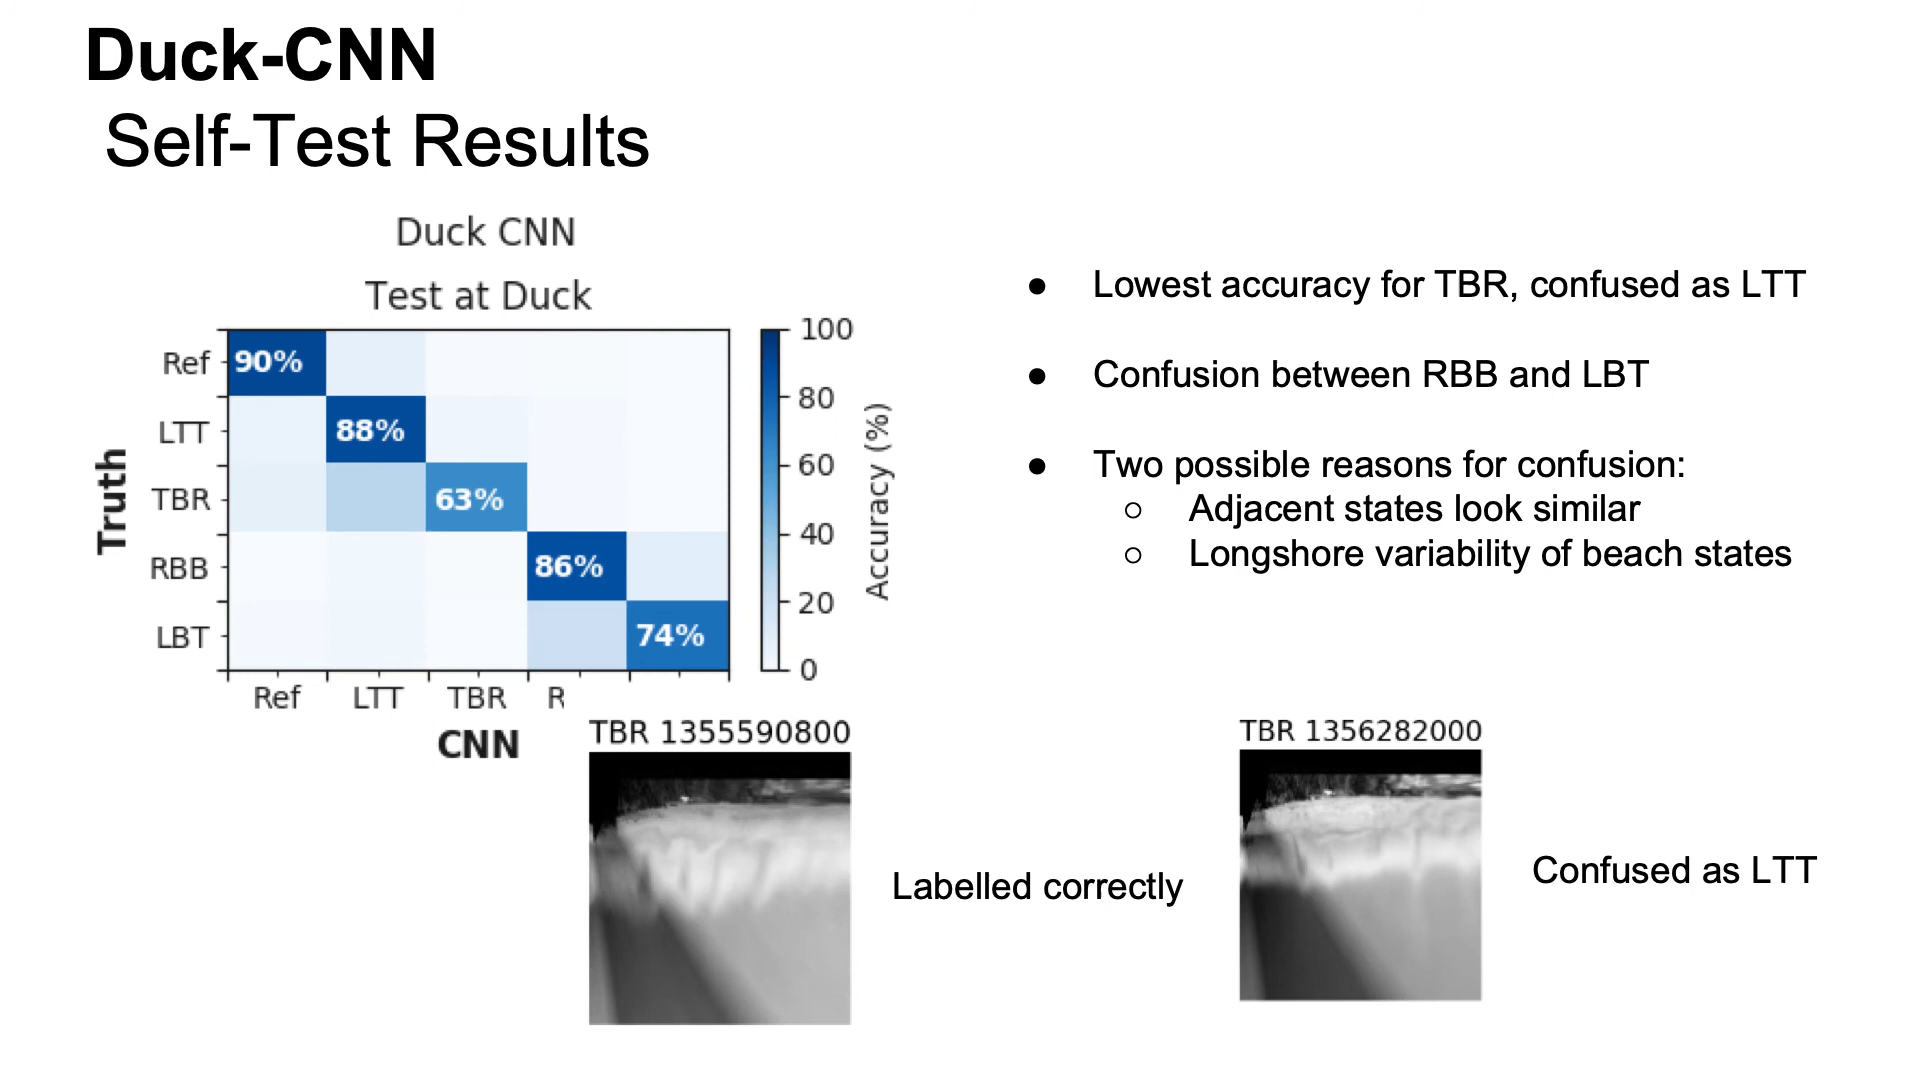 Duck-CNN
Self-Test Results
Duck CNN
Test at Duck
Truth
Ref
LTT
TBR
RBB
LBT
90%
88%
63%
86%
74%
Ref LTT TBR R
CNN
100
80
60
40
20
0
Accuracy (%)
● Lowest accuracy for TBR, confused as LTT
● Confusion between RBB and LBT
● Two possible reasons for confusion:
○ Adjacent states look similar
○ Longshore variability of beach states
TBR 1355590800
Labelled correctly
TBR 1356282000
Confused as LTT